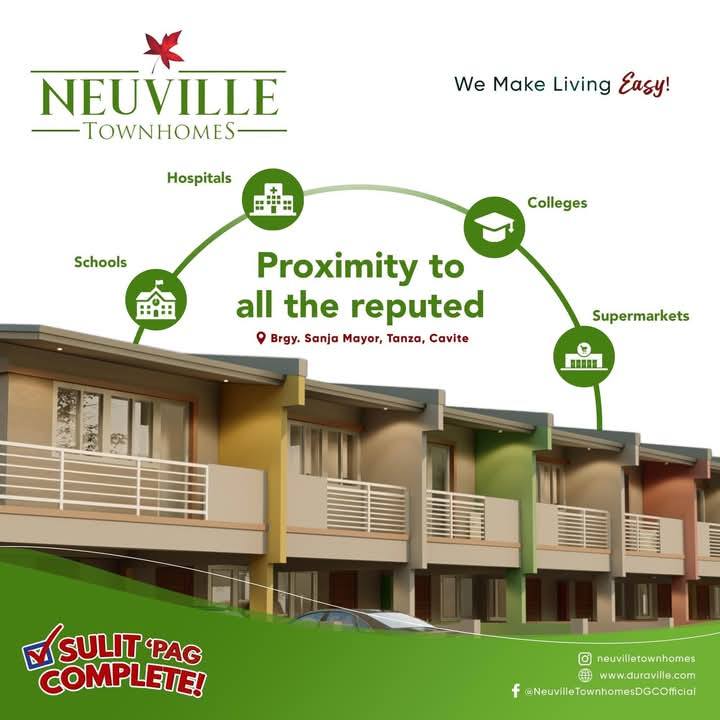 NEUVILLE
TOWNHOMES
We Make Living Easy!
Hospitals
Colleges
Schools
Proximity to
all the reputed
Supermarkets
Brgy. Sanja Mayor, Tanza, Cavite
SULIT 'PAG
COMPLETE!
neuvilletownhomes
www.duraville.com
@NeuvilleTownhomesDGCOfficial